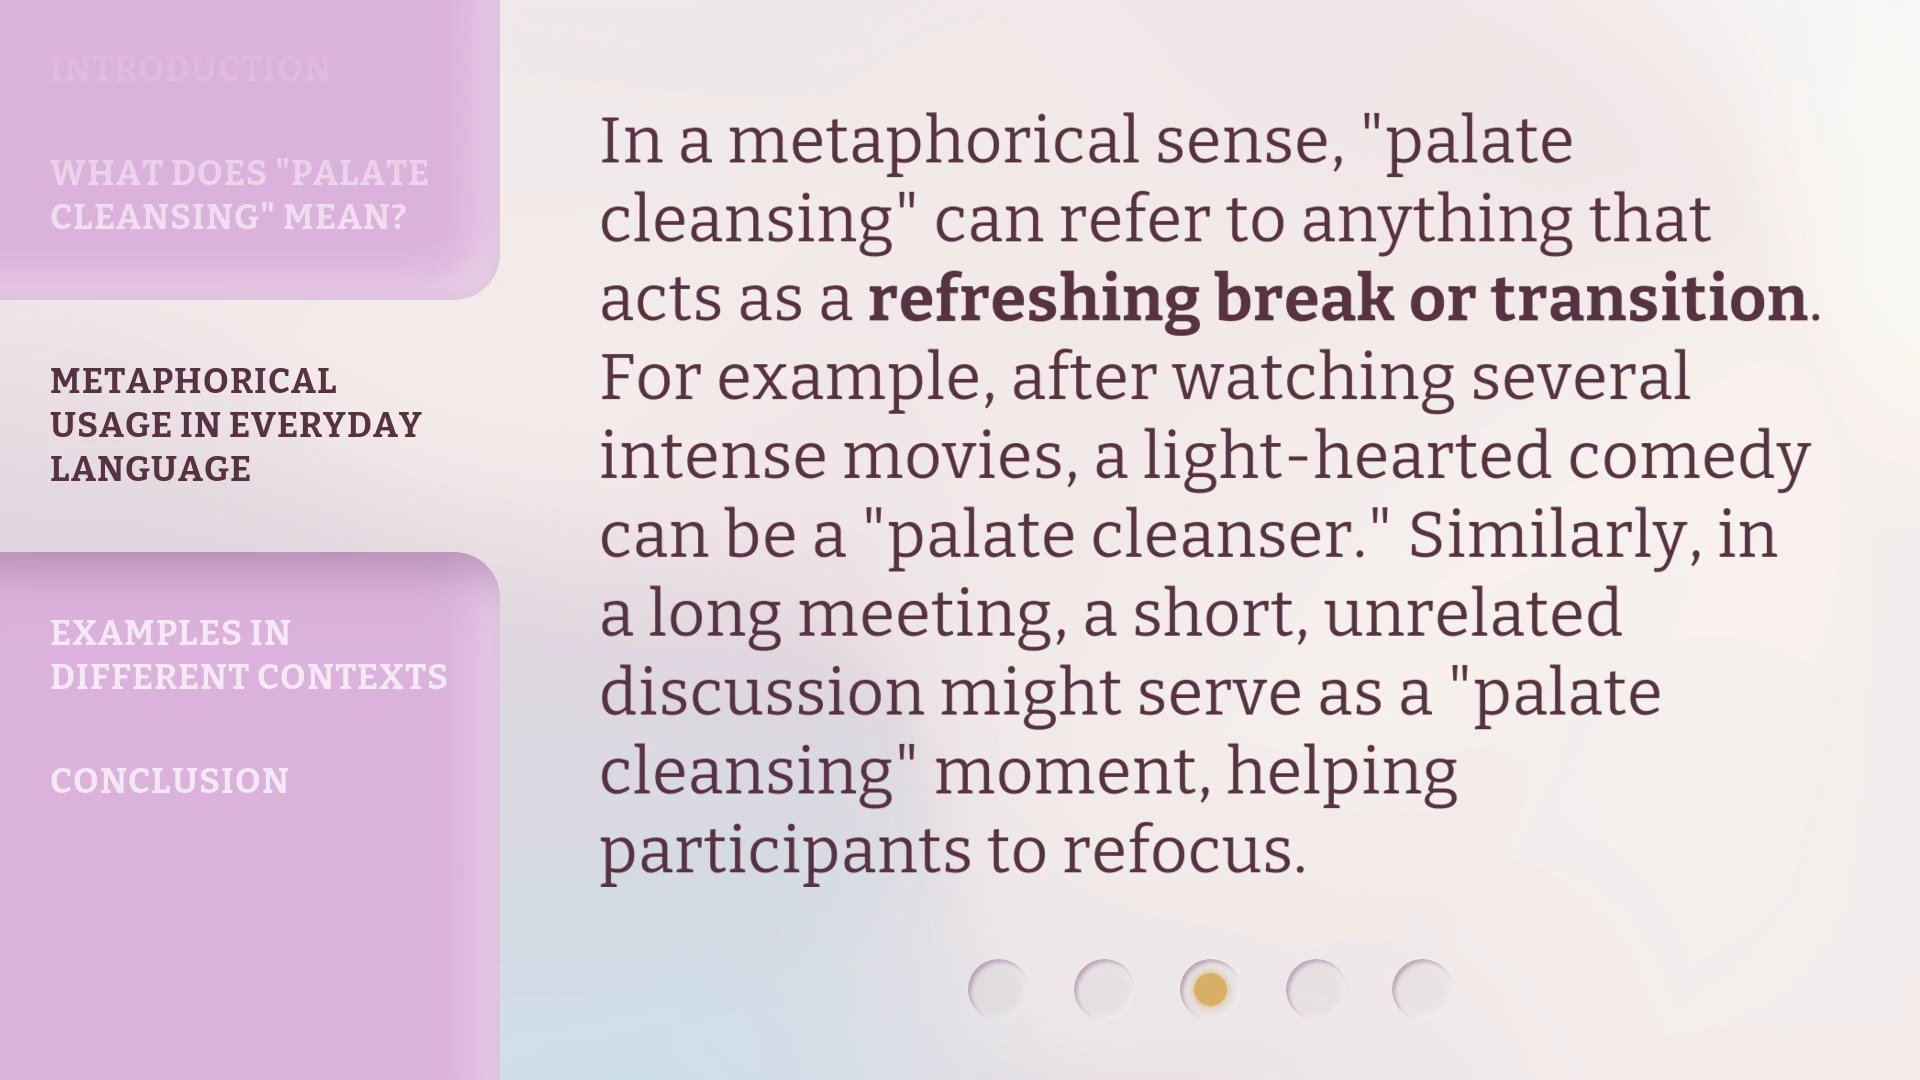 INTRODUCTION
WHAT DOES "PALATE
CLEANSING" MEAN?
METAPHORICAL
USAGE IN EVERYDAY
LANGUAGE
EXAMPLES IN
DIFFERENT CONTEXTS
CONCLUSION
In a metaphorical sense, "palate
cleansing" can refer to anything that
acts as a refreshing break or transition.
For example, after watching several
intense movies, a light-hearted comedy
can be a "palate cleanser." Similarly, in
a long meeting, a short, unrelated
discussion might serve as a "palate
cleansing" moment, helping
participants to refocus.